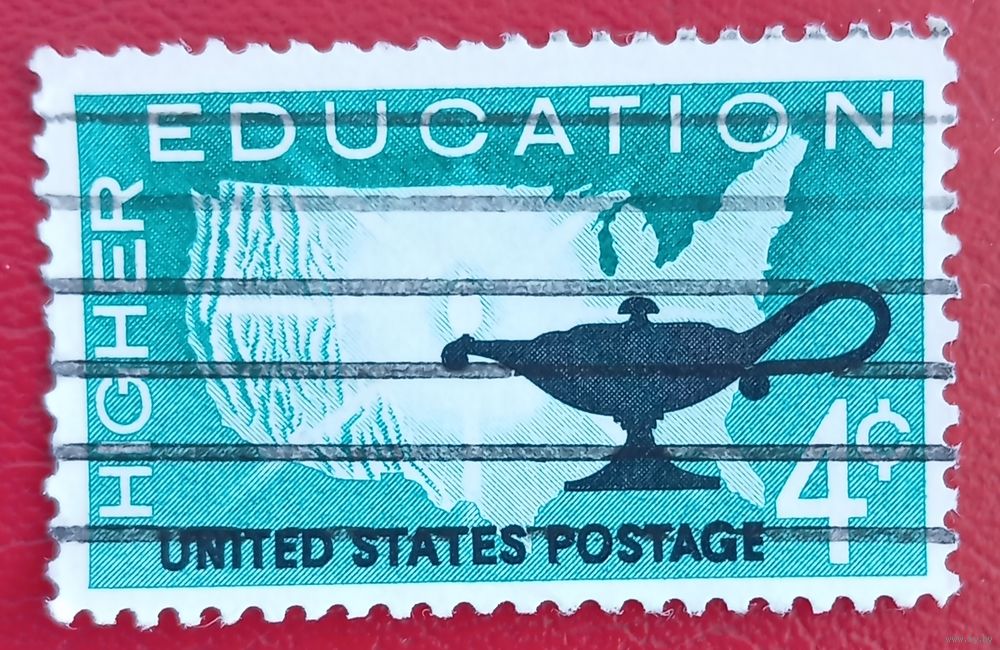 HIGHER
EDUCATION
4¢
UNITED STATES POSTAGE